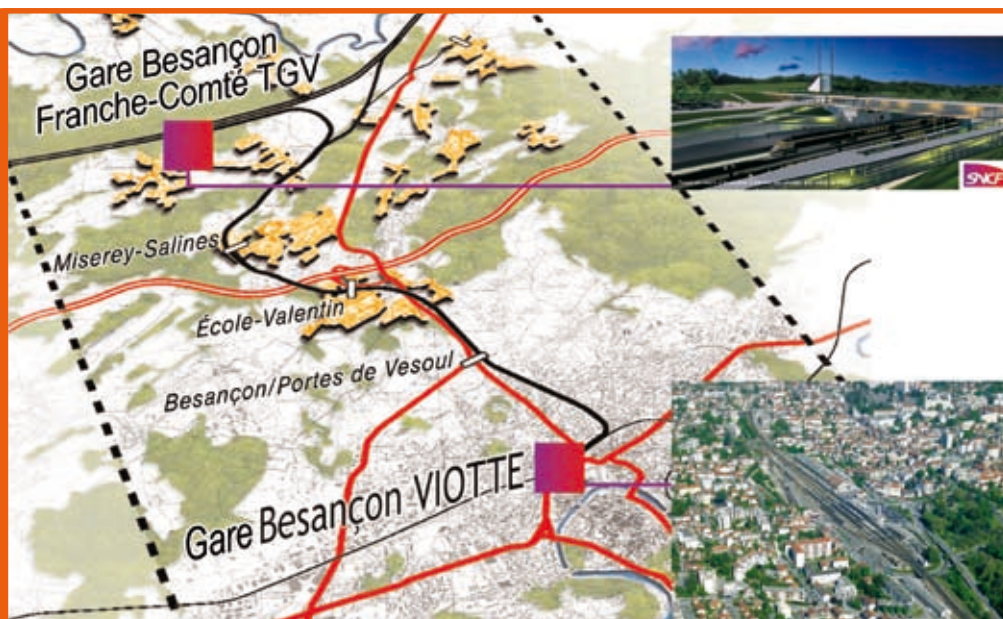 Gare Besançon
Franche-Comté TGV
SNCF
Miserey-Salines
École-Valentin
Besançon/Portes de Vesoul
Gare Besançon VIOTTE